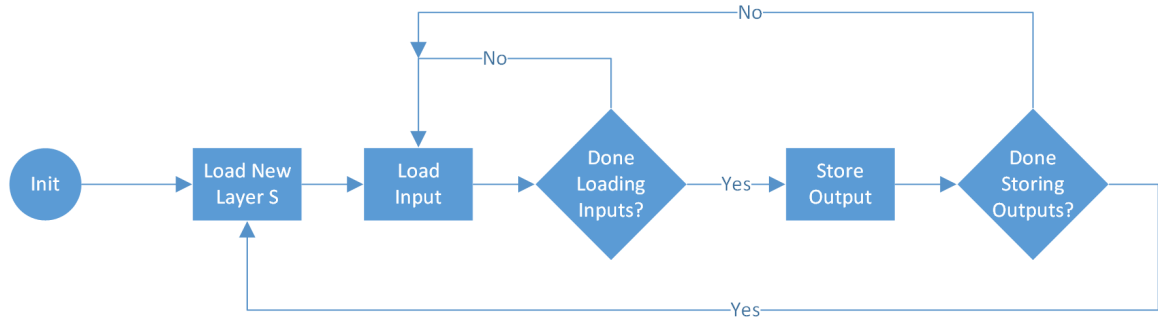 No
No
Init
Load New
Layer S
Load
Input
Done
Loading
Inputs?
Yes
Store
Output
Done
Storing
Outputs?
Yes